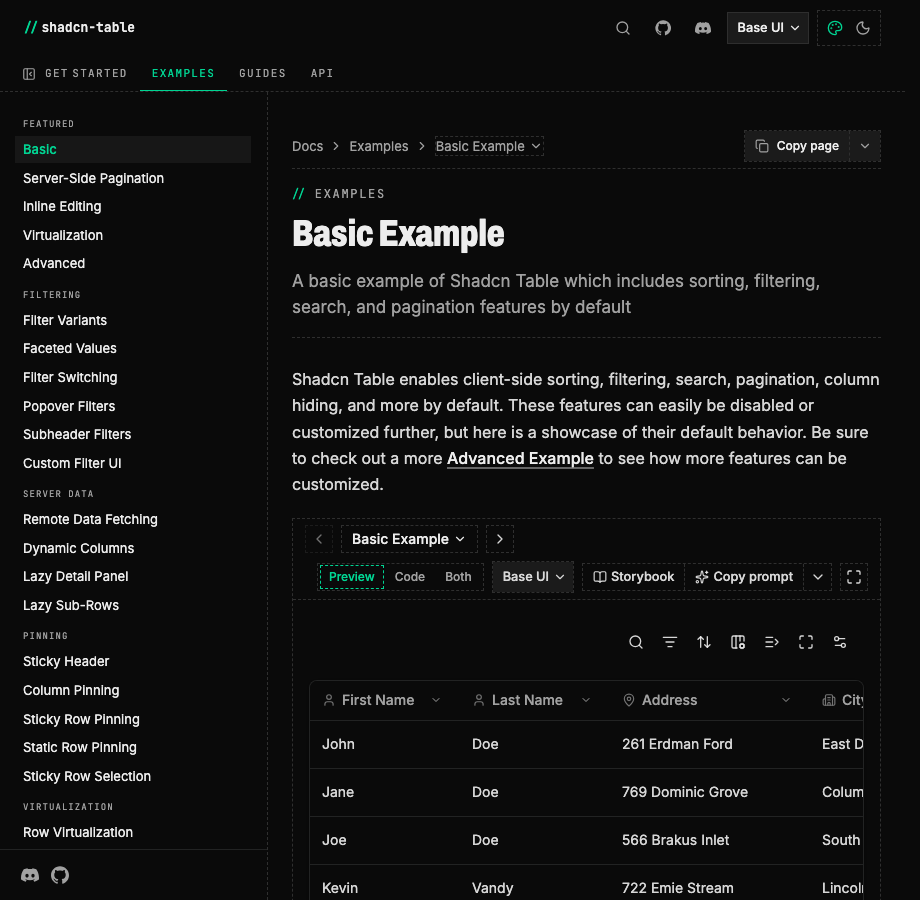 // shadcn-table
Base UI
GET STARTED
EXAMPLES
GUIDES
API
FEATURED
Basic
Server-Side Pagination
Inline Editing
Virtualization
Advanced
FILTERING
Filter Variants
Faceted Values
Filter Switching
Popover Filters
Subheader Filters
Custom Filter UI
SERVER DATA
Remote Data Fetching
Dynamic Columns
Lazy Detail Panel
Lazy Sub-Rows
PINNING
Sticky Header
Column Pinning
Sticky Row Pinning
Static Row Pinning
Sticky Row Selection
VIRTUALIZATION
Row Virtualization
Docs > Examples > Basic Example
Copy page
// EXAMPLES
Basic Example
A basic example of Shadcn Table which includes sorting, filtering,
search, and pagination features by default
Shadcn Table enables client-side sorting, filtering, search, pagination, column
hiding, and more by default. These features can easily be disabled or
customized further, but here is a showcase of their default behavior. Be sure
to check out a more Advanced Example to see how more features can be
customized.
Basic Example
Preview Code Both Base UI Storybook Copy prompt
First Name Last Name Address City
John Doe 261 Erdman Ford East D
Jane Doe 769 Dominic Grove Colum
Joe Doe 566 Brakus Inlet South
Kevin Vandy 722 Emie Stream Lincol